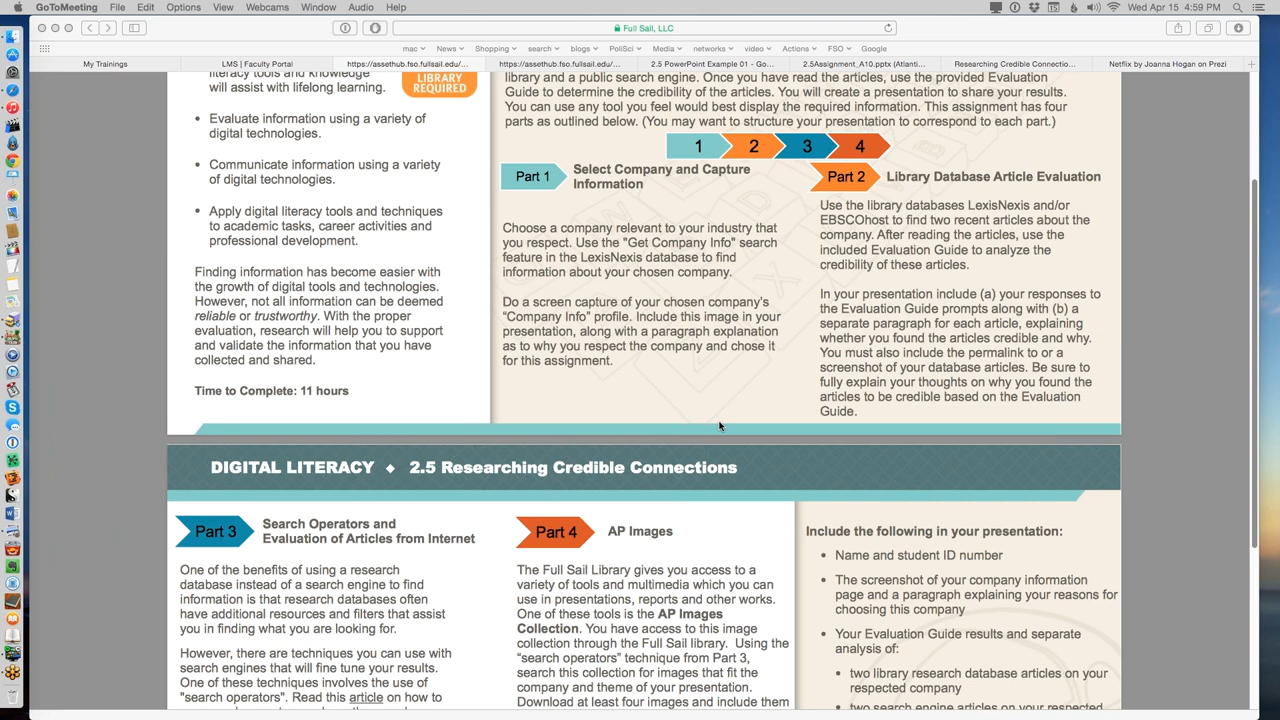 GoToMeeting File Edit Options View Webcams Window Audio Help
Wed Apr 15 4:59 PM
Full Sail, LLC
mac News Shopping search blogs PoliSci Media networks video Actions FSO Google
My Trainings
LMS | Faculty Portal
https://assethub.fso.fullsail.edu/...
https://assethub.fso.fullsail.edu/...
2.5 PowerPoint Example 01 - Go...
2.5Assignment_A10.pptx (Atlanti...
Researching Credible Connectio...
Netflix by Joanna Hogan on Prezi
literacy tools and knowledge
will assist with lifelong learning.
LIBRARY
REQUIRED
• Evaluate information using a variety of
digital technologies.
• Communicate information using a variety
of digital technologies.
• Apply digital literacy tools and techniques
to academic tasks, career activities and
professional development.
Finding information has become easier with
the growth of digital tools and technologies.
However, not all information can be deemed
reliable or trustworthy. With the proper
evaluation, research will help you to support
and validate the information that you have
collected and shared.
Time to Complete: 11 hours
library and a public search engine. Once you have read the articles, use the provided Evaluation
Guide to determine the credibility of the articles. You will create a presentation to share your results.
You can use any tool you feel would best display the required information. This assignment has four
parts as outlined below. (You may want to structure your presentation to correspond to each part.)
1 2 3 4
Part 1
Select Company and Capture
Information
Choose a company relevant to your industry that
you respect. Use the "Get Company Info" search
feature in the LexisNexis database to find
information about your chosen company.
Do a screen capture of your chosen company's
"Company Info" profile. Include this image in your
presentation, along with a paragraph explanation
as to why you respect the company and chose it
for this assignment.
Part 2
Library Database Article Evaluation
Use the library databases LexisNexis and/or
EBSCOhost to find two recent articles about the
company. After reading the articles, use the
included Evaluation Guide to analyze the
credibility of these articles.
In your presentation include (a) your responses to
the Evaluation Guide prompts along with (b) a
separate paragraph for each article, explaining
whether you found the articles credible and why.
You must also include the permalink to or a
screenshot of your database articles. Be sure to
fully explain your thoughts on why you found the
articles to be credible based on the Evaluation
Guide.
DIGITAL LITERACY ◆ 2.5 Researching Credible Connections
Part 3
Search Operators and
Evaluation of Articles from Internet
One of the benefits of using a research
database instead of a search engine to find
information is that research databases often
have additional resources and filters that assist
you in finding what you are looking for.
However, there are techniques you can use with
search engines that will fine tune your results.
One of these techniques involves the use of
"search operators". Read this article on how to
Part 4
AP Images
The Full Sail Library gives you access to a
variety of tools and multimedia which you can
use in presentations, reports and other works.
One of these tools is the AP Images
Collection. You have access to this image
collection through the Full Sail library. Using the
"search operators" technique from Part 3,
search this collection for images that fit the
company and theme of your presentation.
Download at least four images and include them
Include the following in your presentation:
• Name and student ID number
• The screenshot of your company information
page and a paragraph explaining your reasons for
choosing this company
• Your Evaluation Guide results and separate
analysis of:
• two library research database articles on your
respected company
• two search engine articles on your respected